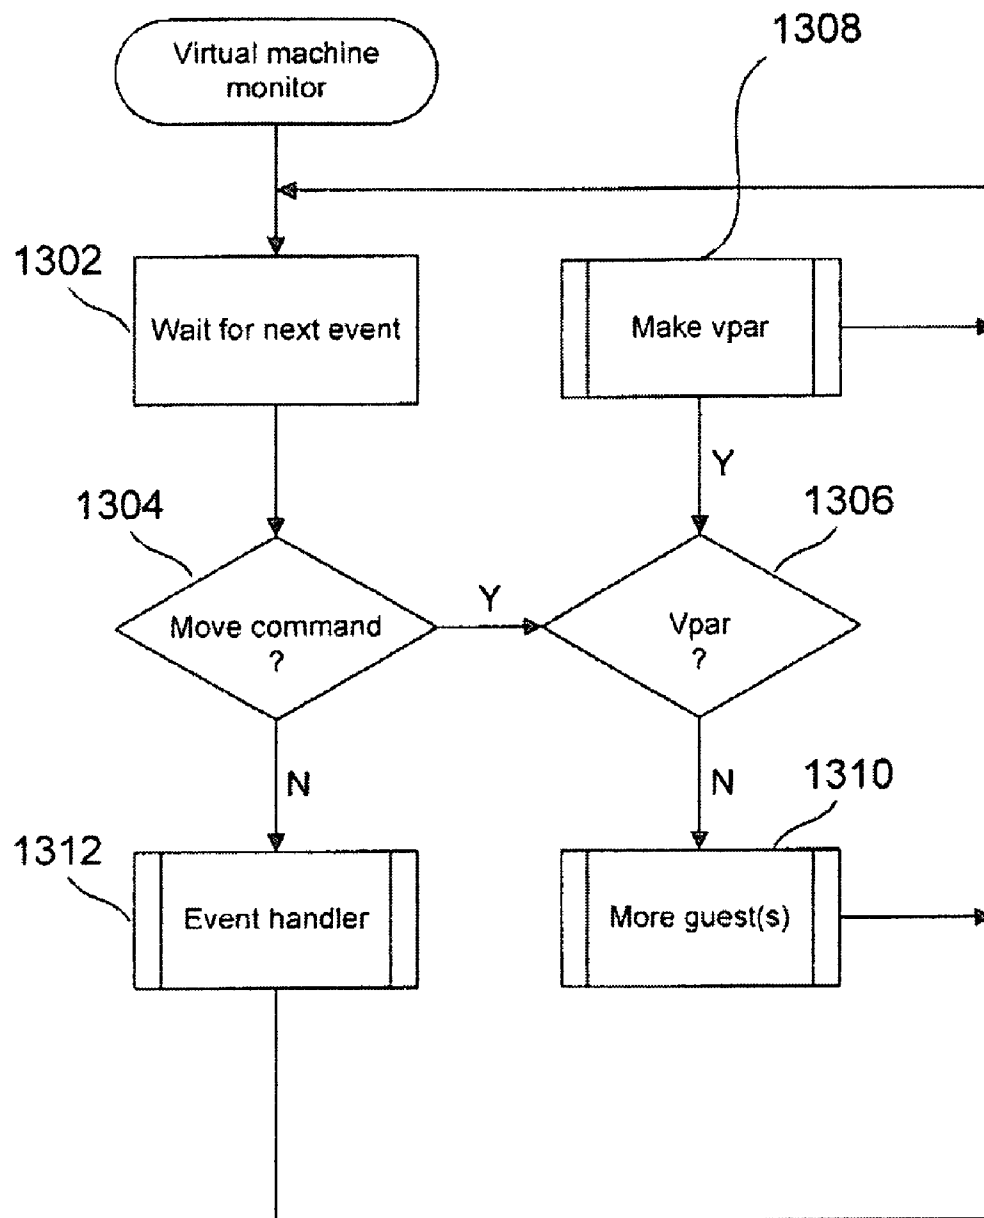 Virtual machine
monitor
1308
1302
Wait for next event
Make vpar
Y
1304
1306
Move command
?
Y
Vpar
?
N
N
1310
1312
Event handler
More guest(s)